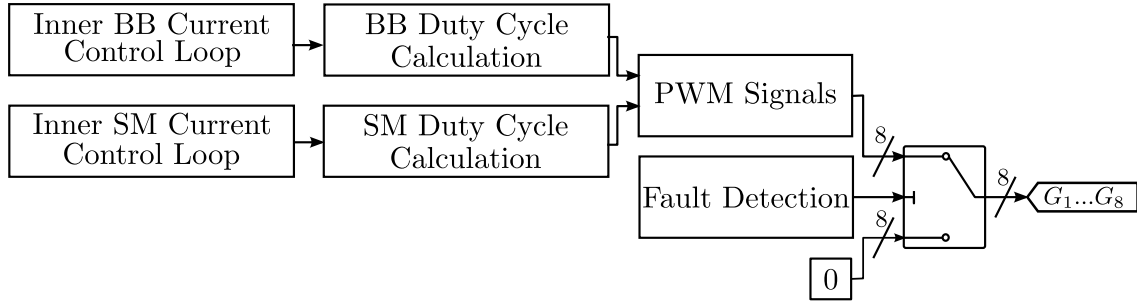 Inner BB Current
Control Loop
BB Duty Cycle
Calculation
Inner SM Current
Control Loop
SM Duty Cycle
Calculation
PWM Signals
8
Fault Detection
8
0
8
G₁...G₈